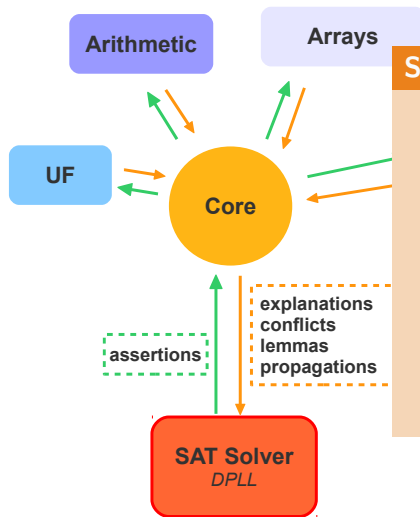 Arithmetic
Arrays
S
UF
Core
explanations
conflicts
lemmas
propagations
assertions
SAT Solver
DPLL